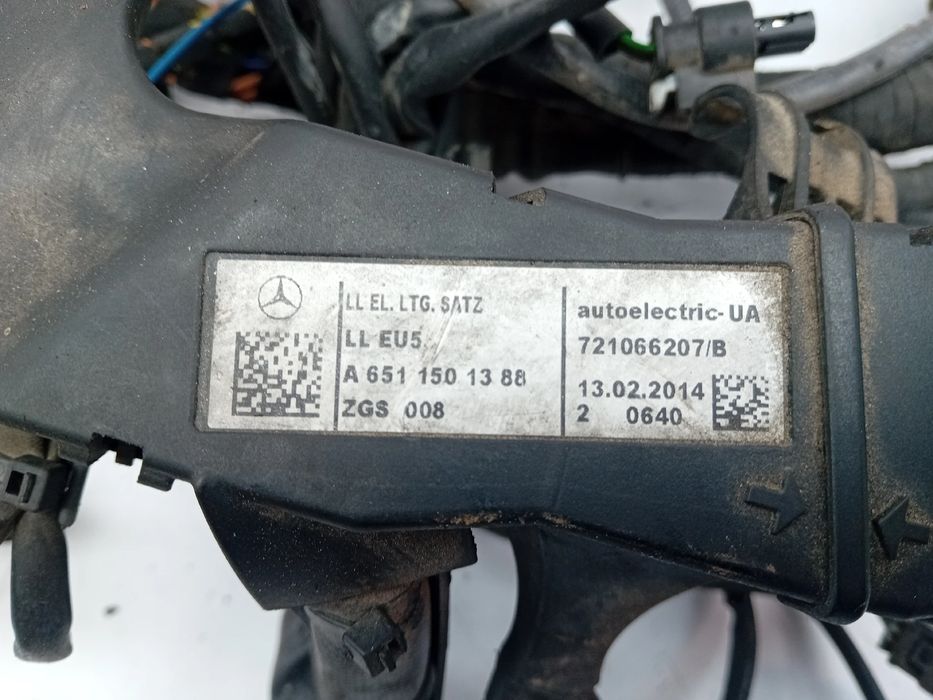 LL EL. LTG. SATZ
LL EU5
A 651 150 13 88
ZGS 008
autoelectric-UA
721066207/B
13.02.2014
2 0640